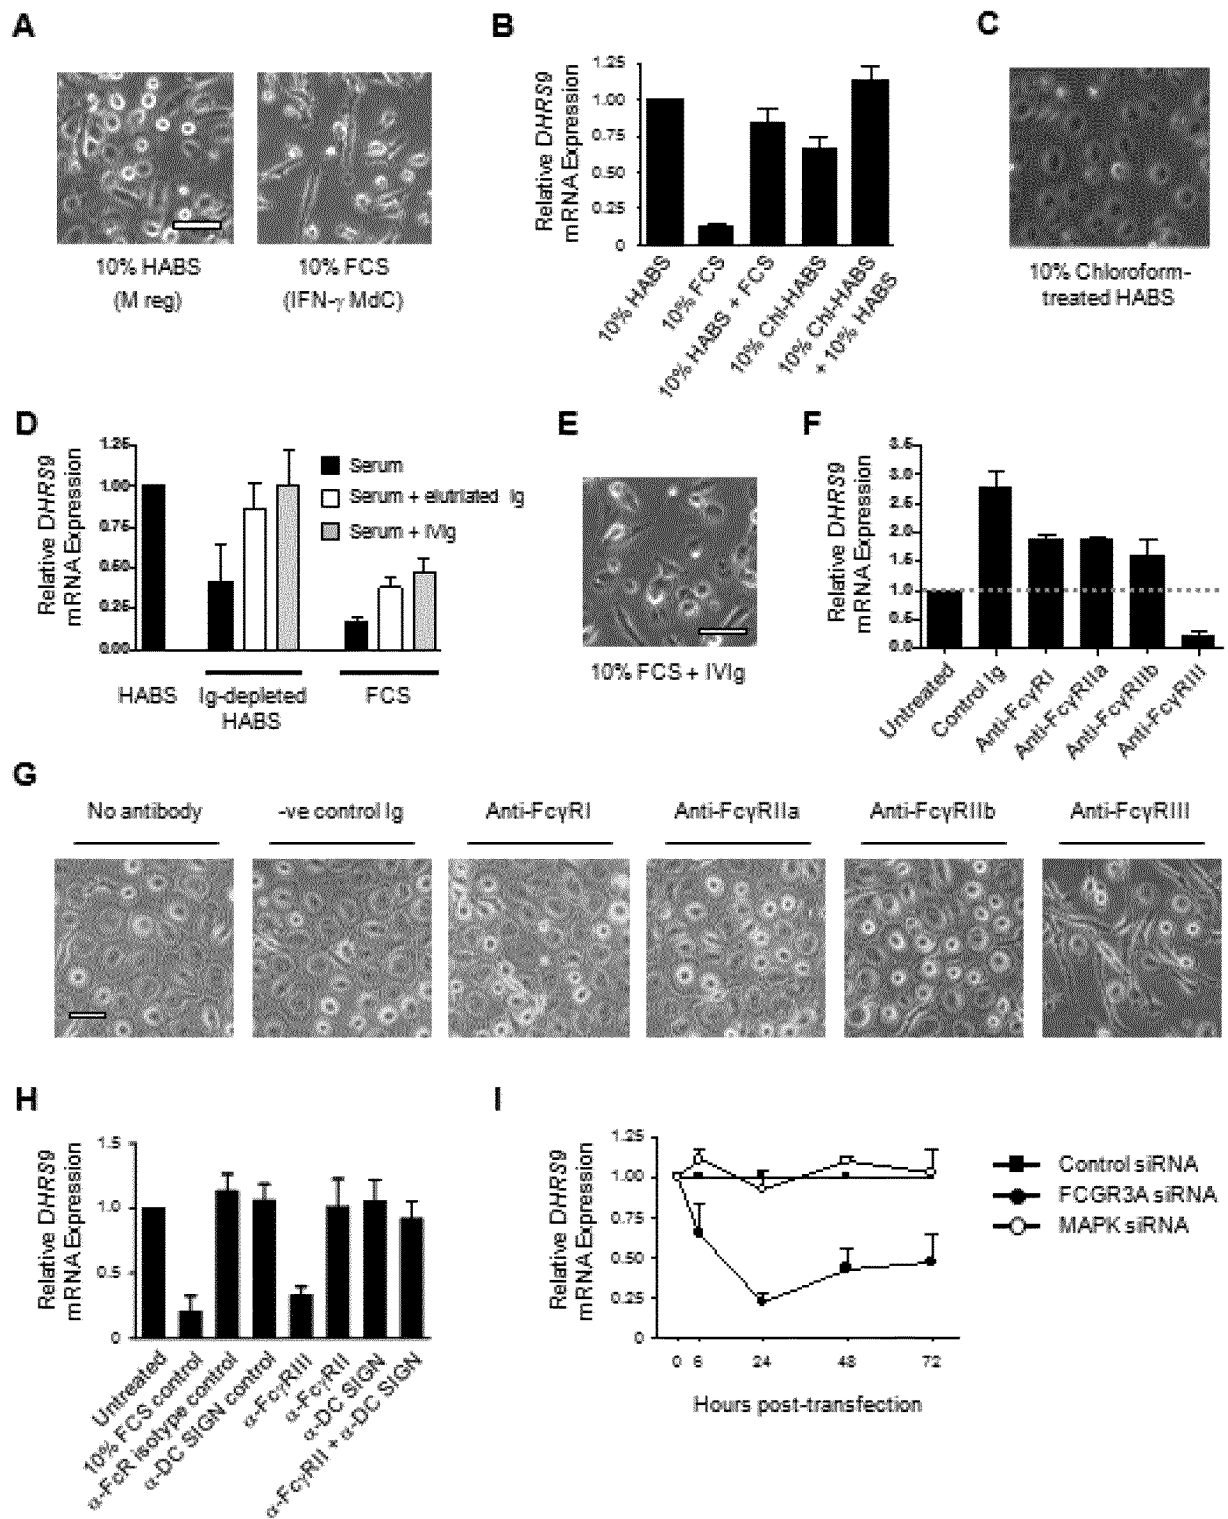 A
10% HABS
(M reg)
10% FCS
(IFN-γ MdC)
B
Relative DHRS9
mRNA Expression
1.25
1.00
0.75
0.50
0.25
0
10% HABS
10% FCS
10% HABS + FCS
10% Chl-HABS
10% Chl-HABS
+ 10% HABS
C
10% Chloroform-
treated HABS
D
Relative DHRS9
mRNA Expression
1.25
1.00
0.75
0.50
0.25
0.00
Serum
Serum + elutriated Ig
Serum + IVIg
HABS
Ig-depleted
HABS
FCS
E
10% FCS + IVIg
F
Relative DHRS9
mRNA Expression
3.5
3.0
2.5
2.0
1.5
1.0
0.5
0.0
Untreated
Control Ig
Anti-FcγRI
Anti-FcγRIIa
Anti-FcγRIIb
Anti-FcγRIII
G
No antibody
-ve control Ig
Anti-FcγRI
Anti-FcγRIIa
Anti-FcγRIIb
Anti-FcγRIII
H
Relative DHRS9
mRNA Expression
1.5
1.0
0.5
0
Untreated
10% FCS control
α-FcR isotype control
α-DC SIGN control
α-FcγRIII
α-FcγRII
α-DC SIGN
α-FcγRII + α-DC SIGN
I
Relative DHRS9
mRNA Expression
1.25
1.00
0.75
0.50
0.25
0
0 6 24 48 72
Hours post-transfection
Control siRNA
FCGR3A siRNA
MAPK siRNA